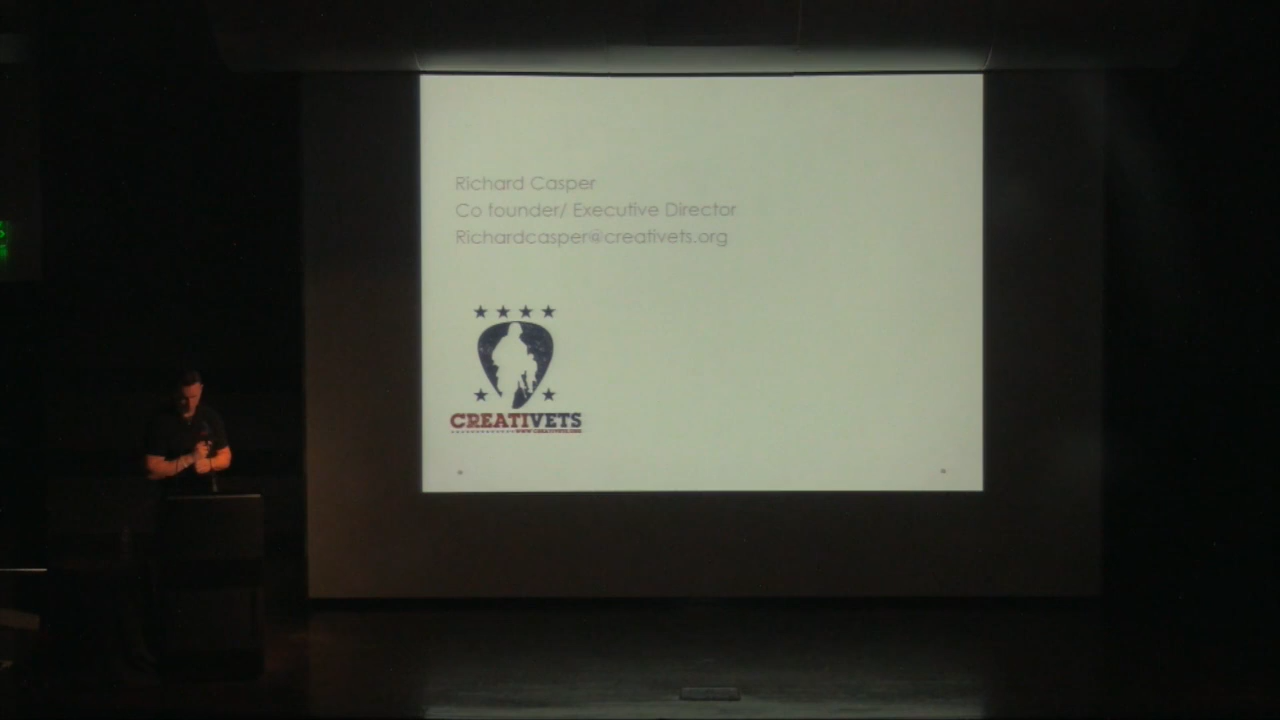 Richard Casper
Co founder/ Executive Director
Richardcasper@creativets.org
CREATIVETS